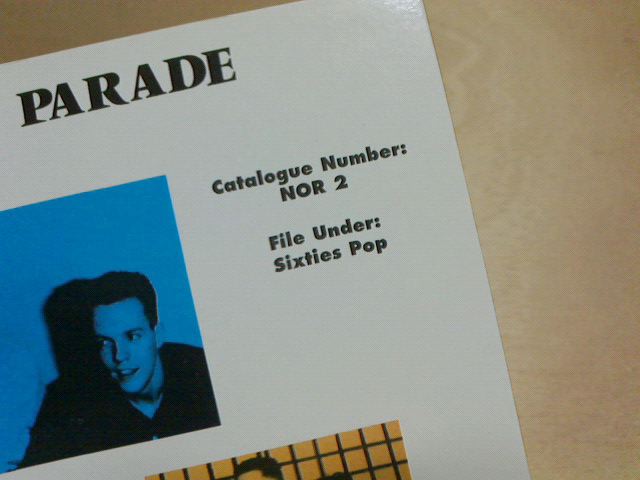 PARADE
Catalogue Number:
NOR 2
File Under:
Sixties Pop